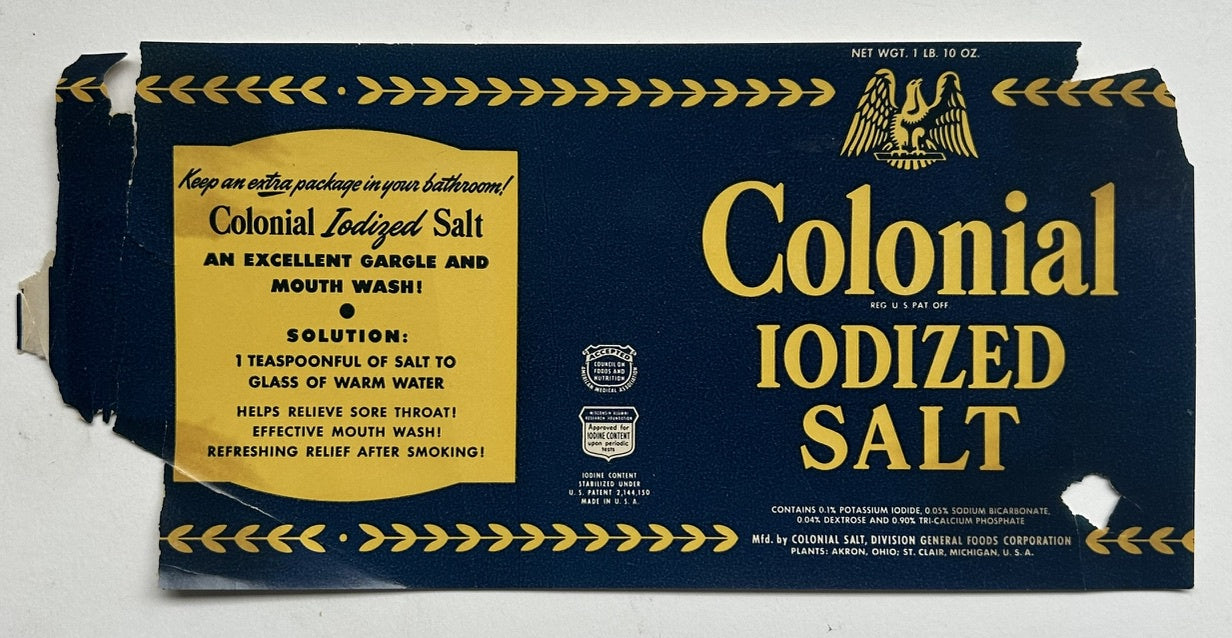 Keep an extra package in your bathroom!
Colonial Iodized Salt
AN EXCELLENT GARGLE AND
MOUTH WASH!
SOLUTION:
1 TEASPOONFUL OF SALT TO
GLASS OF WARM WATER
HELPS RELIEVE SORE THROAT!
EFFECTIVE MOUTH WASH!
REFRESHING RELIEF AFTER SMOKING!
ACCEPTED
COUNCIL ON
FOODS AND
NUTRITION
AMERICAN MEDICAL ASSOCIATION
WISCONSIN ALUMNI
RESEARCH FOUNDATION
Approved for
IODINE CONTENT
upon periodic
TESTS
IODINE CONTENT
STABILIZED UNDER
U. S. PATENT 2,144,150
MADE IN U. S. A.
NET WGT. 1 LB. 10 OZ.
Colonial
REG U S PAT OFF
IODIZED
SALT
CONTAINS 0.1% POTASSIUM IODIDE, 0.05% SODIUM BICARBONATE,
0.04% DEXTROSE AND 0.90% TRI-CALCIUM PHOSPHATE
Mfd. by COLONIAL SALT, DIVISION GENERAL FOODS CORPORATION
PLANTS: AKRON, OHIO; ST. CLAIR, MICHIGAN, U. S. A.